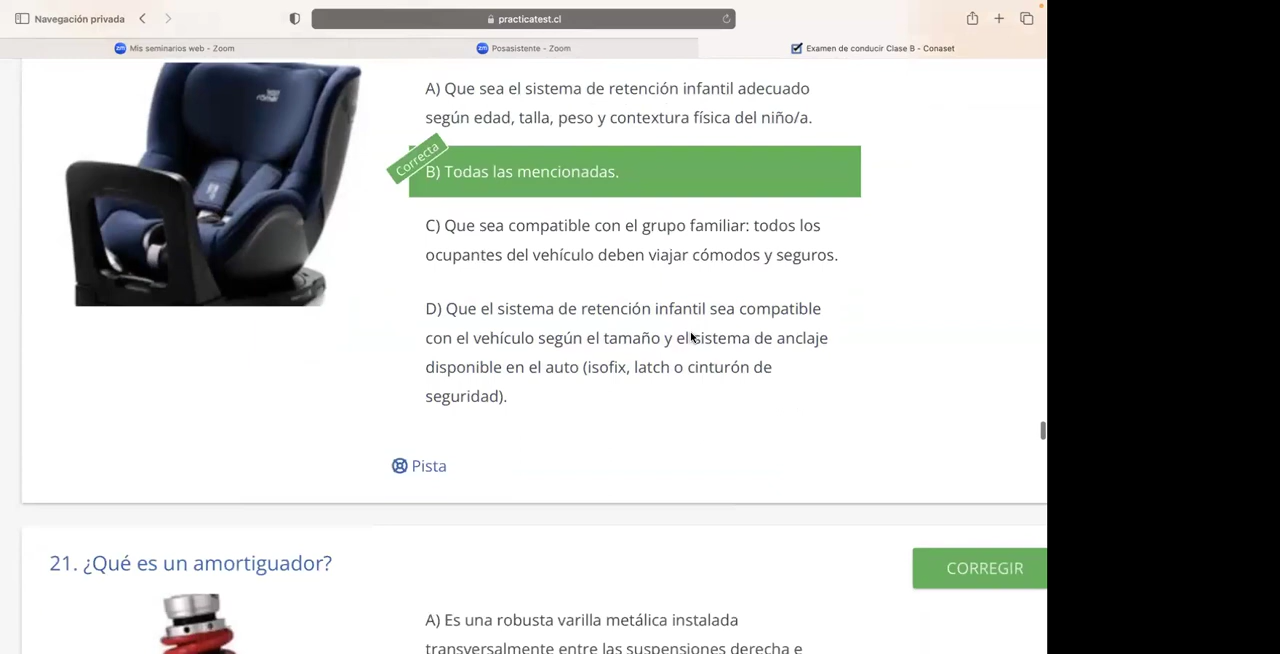 Navegación privada
practicatest.cl
Mis seminarios web - Zoom
Posasistente - Zoom
Examen de conducir Clase B - Conaset
zm
zm
römer
A) Que sea el sistema de retención infantil adecuado
según edad, talla, peso y contextura física del niño/a.
Correcta
B) Todas las mencionadas.
C) Que sea compatible con el grupo familiar: todos los
ocupantes del vehículo deben viajar cómodos y seguros.
D) Que el sistema de retención infantil sea compatible
con el vehículo según el tamaño y el sistema de anclaje
disponible en el auto (isofix, latch o cinturón de
seguridad).
Pista
21. ¿Qué es un amortiguador?
CORREGIR
A) Es una robusta varilla metálica instalada
transversalmente entre las suspensiones derecha e